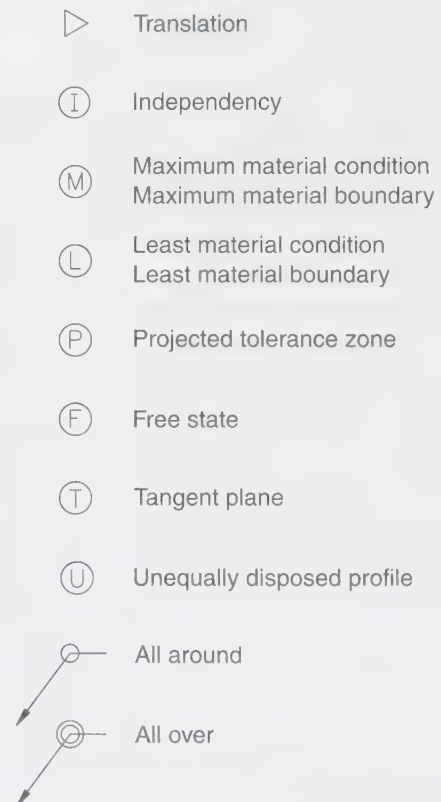 Translation
I Independency
M Maximum material condition
Maximum material boundary
L Least material condition
Least material boundary
P Projected tolerance zone
F Free state
T Tangent plane
U Unequally disposed profile
All around
All over